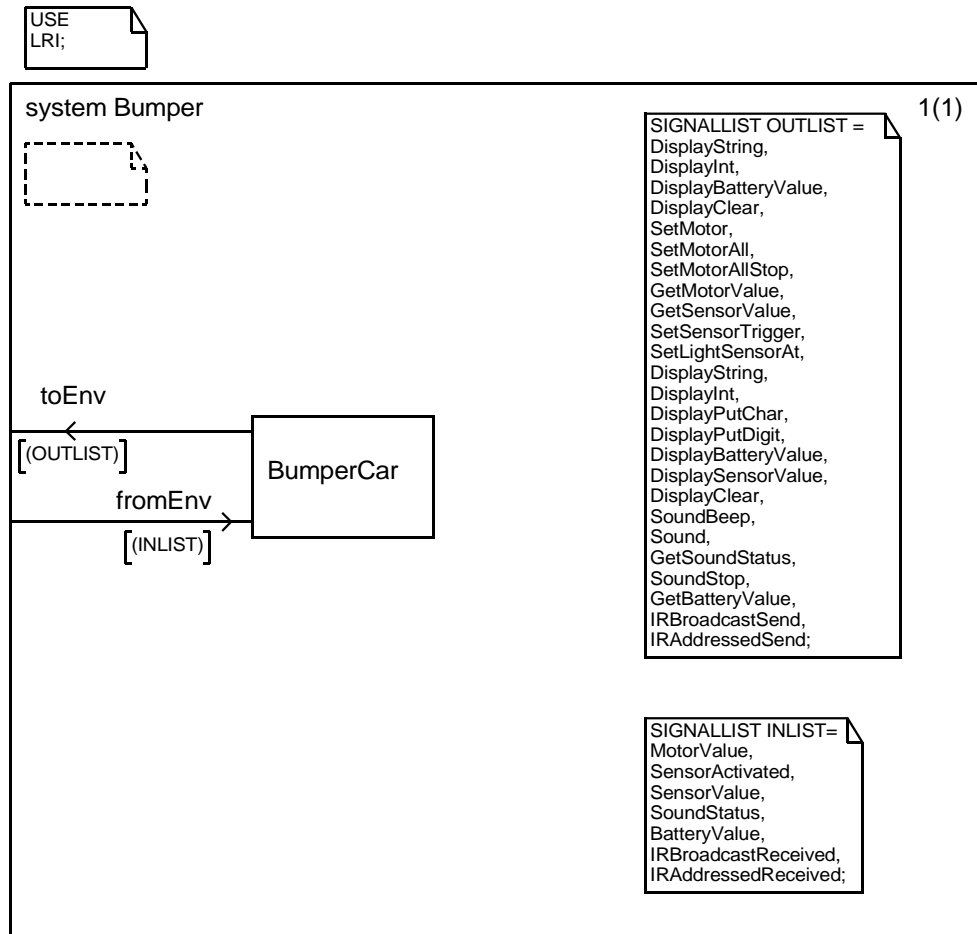 USE
LRI;
system Bumper
1(1)
SIGNALLIST OUTLIST =
DisplayString,
DisplayInt,
DisplayBatteryValue,
DisplayClear,
SetMotor,
SetMotorAll,
SetMotorAllStop,
GetMotorValue,
GetSensorValue,
SetSensorTrigger,
SetLightSensorAt,
DisplayString,
DisplayInt,
DisplayPutChar,
DisplayPutDigit,
DisplayBatteryValue,
DisplaySensorValue,
DisplayClear,
SoundBeep,
Sound,
GetSoundStatus,
SoundStop,
GetBatteryValue,
IRBroadcastSend,
IRAddressedSend;
toEnv
(OUTLIST)
BumperCar
fromEnv
(INLIST)
SIGNALLIST INLIST=
MotorValue,
SensorActivated,
SensorValue,
SoundStatus,
BatteryValue,
IRBroadcastReceived,
IRAddressedReceived;